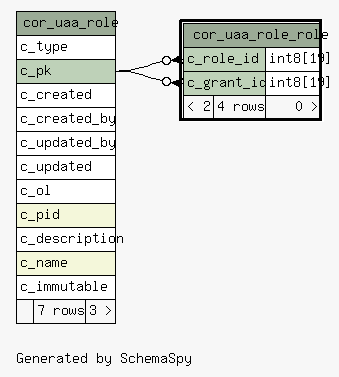 cor_uaa_role
c_type
c_pk
c_created
c_created_by
c_updated_by
c_updated
c_ol
c_pid
c_description
c_name
c_immutable
7 rows 3 >
cor_uaa_role_role
c_role_id int8[19]
c_grant_id int8[19]
< 2 4 rows 0 >
Generated by SchemaSpy